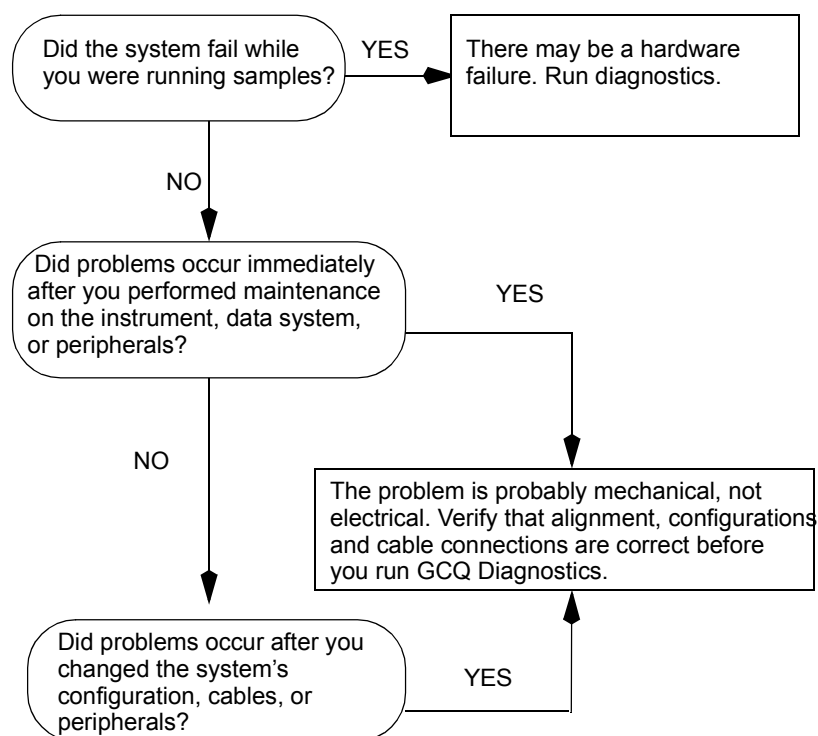 Did the system fail while
you were running samples?
YES
There may be a hardware
failure. Run diagnostics.
NO
Did problems occur immediately
after you performed maintenance
on the instrument, data system,
or peripherals?
YES
NO
The problem is probably mechanical, not
electrical. Verify that alignment, configurations
and cable connections are correct before
you run GCQ Diagnostics.
Did problems occur after you
changed the system's
configuration, cables, or
peripherals?
YES